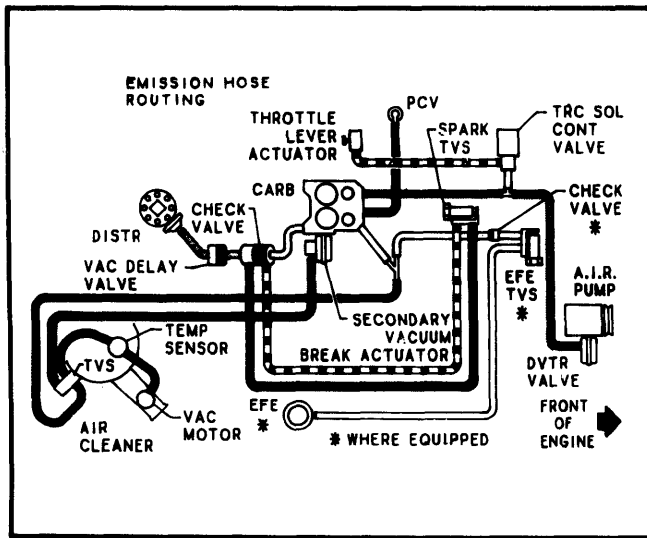 EMISSION HOSE
ROUTING
PCV
THROTTLE
LEVER
ACTUATOR
SPARK
TVS
TRC SOL
CONT
VALVE
CARB
CHECK
VALVE
CHECK
VALVE
*
DISTR
VAC DELAY
VALVE
EFE
TVS
*
A.I.R.
PUMP
TEMP
SENSOR
SECONDARY
VACUUM
BREAK ACTUATOR
TVS
DVTR
VALVE
AIR
CLEANER
VAC
MOTOR
EFE
*
* WHERE EQUIPPED
FRONT
OF
ENGINE